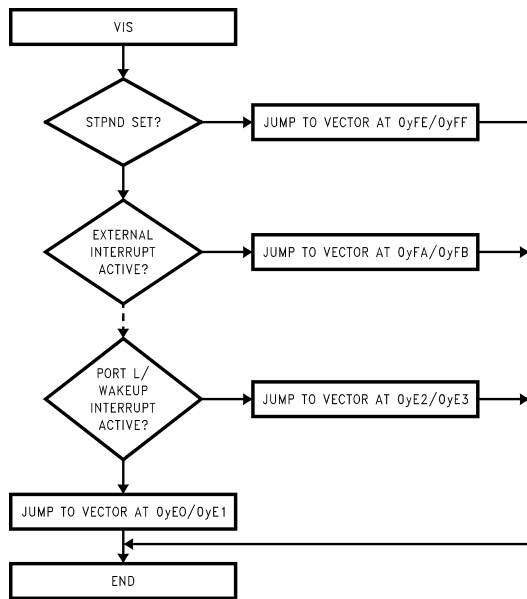 VIS
STPND SET?
JUMP TO VECTOR AT 0yFE/0yFF
EXTERNAL
INTERRUPT
ACTIVE?
JUMP TO VECTOR AT 0yFA/0yFB
PORT L/
WAKEUP
INTERRUPT
ACTIVE?
JUMP TO VECTOR AT 0yE2/0yE3
JUMP TO VECTOR AT 0yE0/0yE1
END